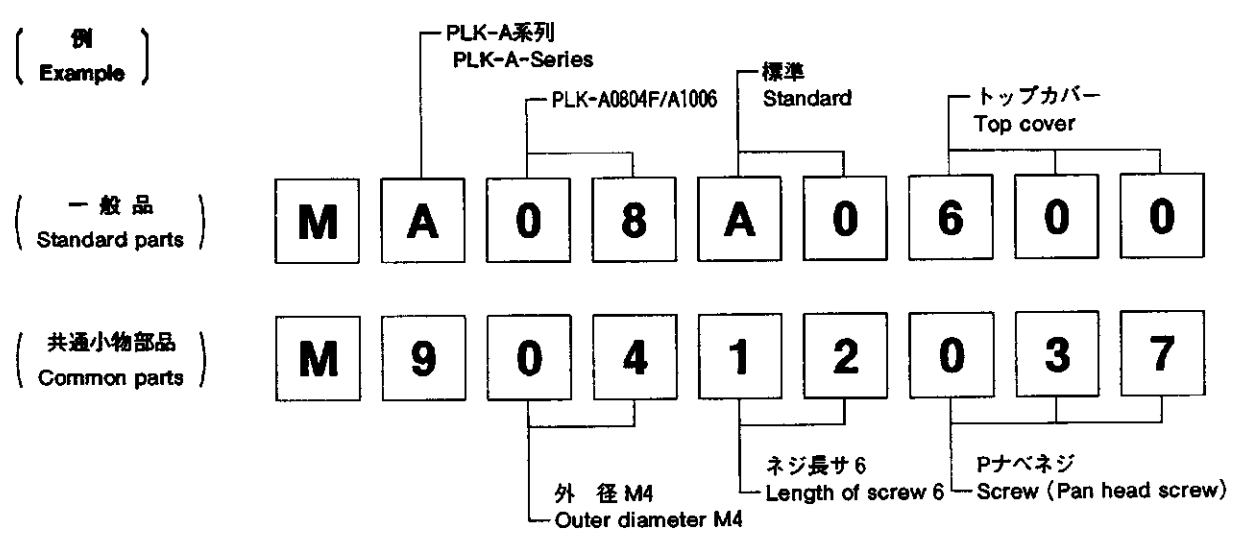 例
Example
PLK-A系列
PLK-A-Series
PLK-A0804F/A1006
標準
Standard
トップカバー
Top cover
一般品
Standard parts
M A 0 8 A 0 6 0 0
共通小物部品
Common parts
M 9 0 4 1 2 0 3 7
外 径 M4
Outer diameter M4
ネジ長サ 6
Length of screw 6
Pナベネジ
Screw (Pan head screw)